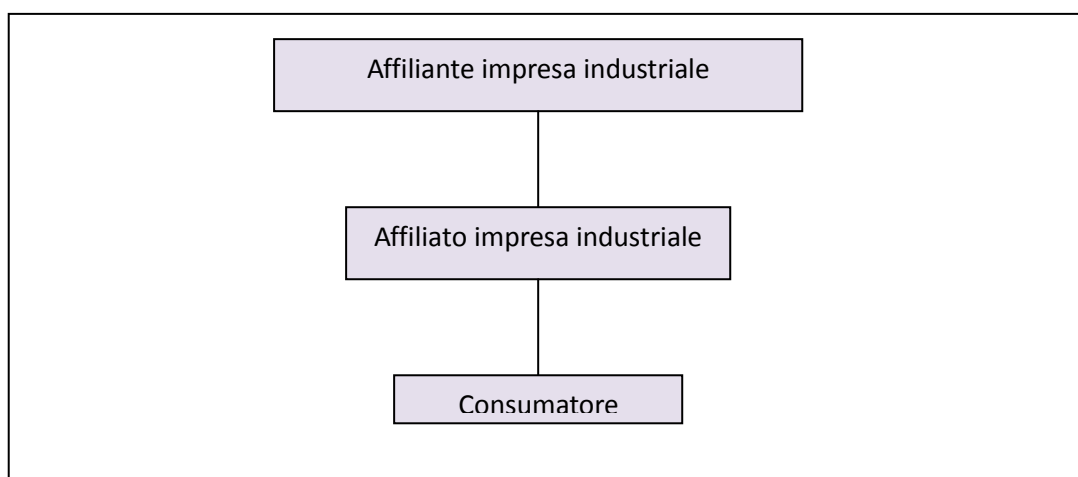 Affiliante impresa industriale
Affiliato impresa industriale
Consumatore